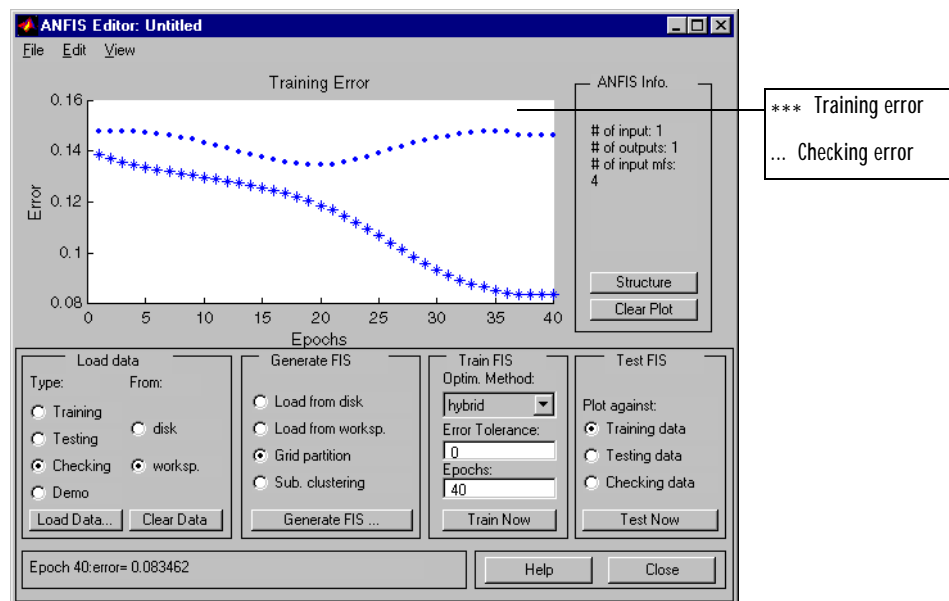 ANFIS Editor: Untitled
File Edit View
Training Error
0.16
0.14
0.12
0.1
0.08
Error
0 5 10 15 20 25 30 35 40
Epochs
ANFIS Info.
# of input: 1
# of outputs: 1
# of input mfs:
4
Structure
Clear Plot
*** Training error
... Checking error
Load data
Type: From:
Training
Testing
Checking
Demo
disk
worksp.
Load Data... Clear Data
Generate FIS
Load from disk
Load from worksp.
Grid partition
Sub. clustering
Generate FIS ...
Train FIS
Optim. Method:
hybrid
Error Tolerance:
0
Epochs:
40
Train Now
Test FIS
Plot against:
Training data
Testing data
Checking data
Test Now
Epoch 40:error= 0.083462
Help Close